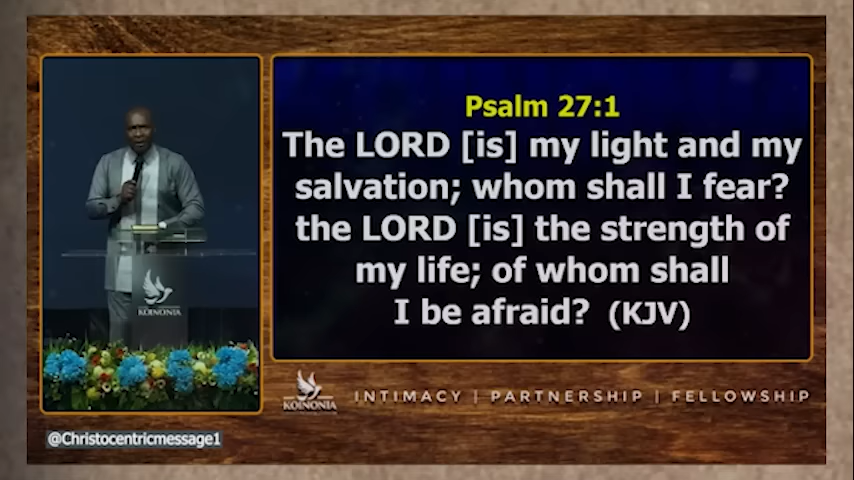 Psalm 27:1
The LORD [is] my light and my
salvation; whom shall I fear?
the LORD [is] the strength of
my life; of whom shall
I be afraid? (KJV)
KOINONIA
KOINONIA
INTIMACY | PARTNERSHIP | FELLOWSHIP
@Christocentricmessage1